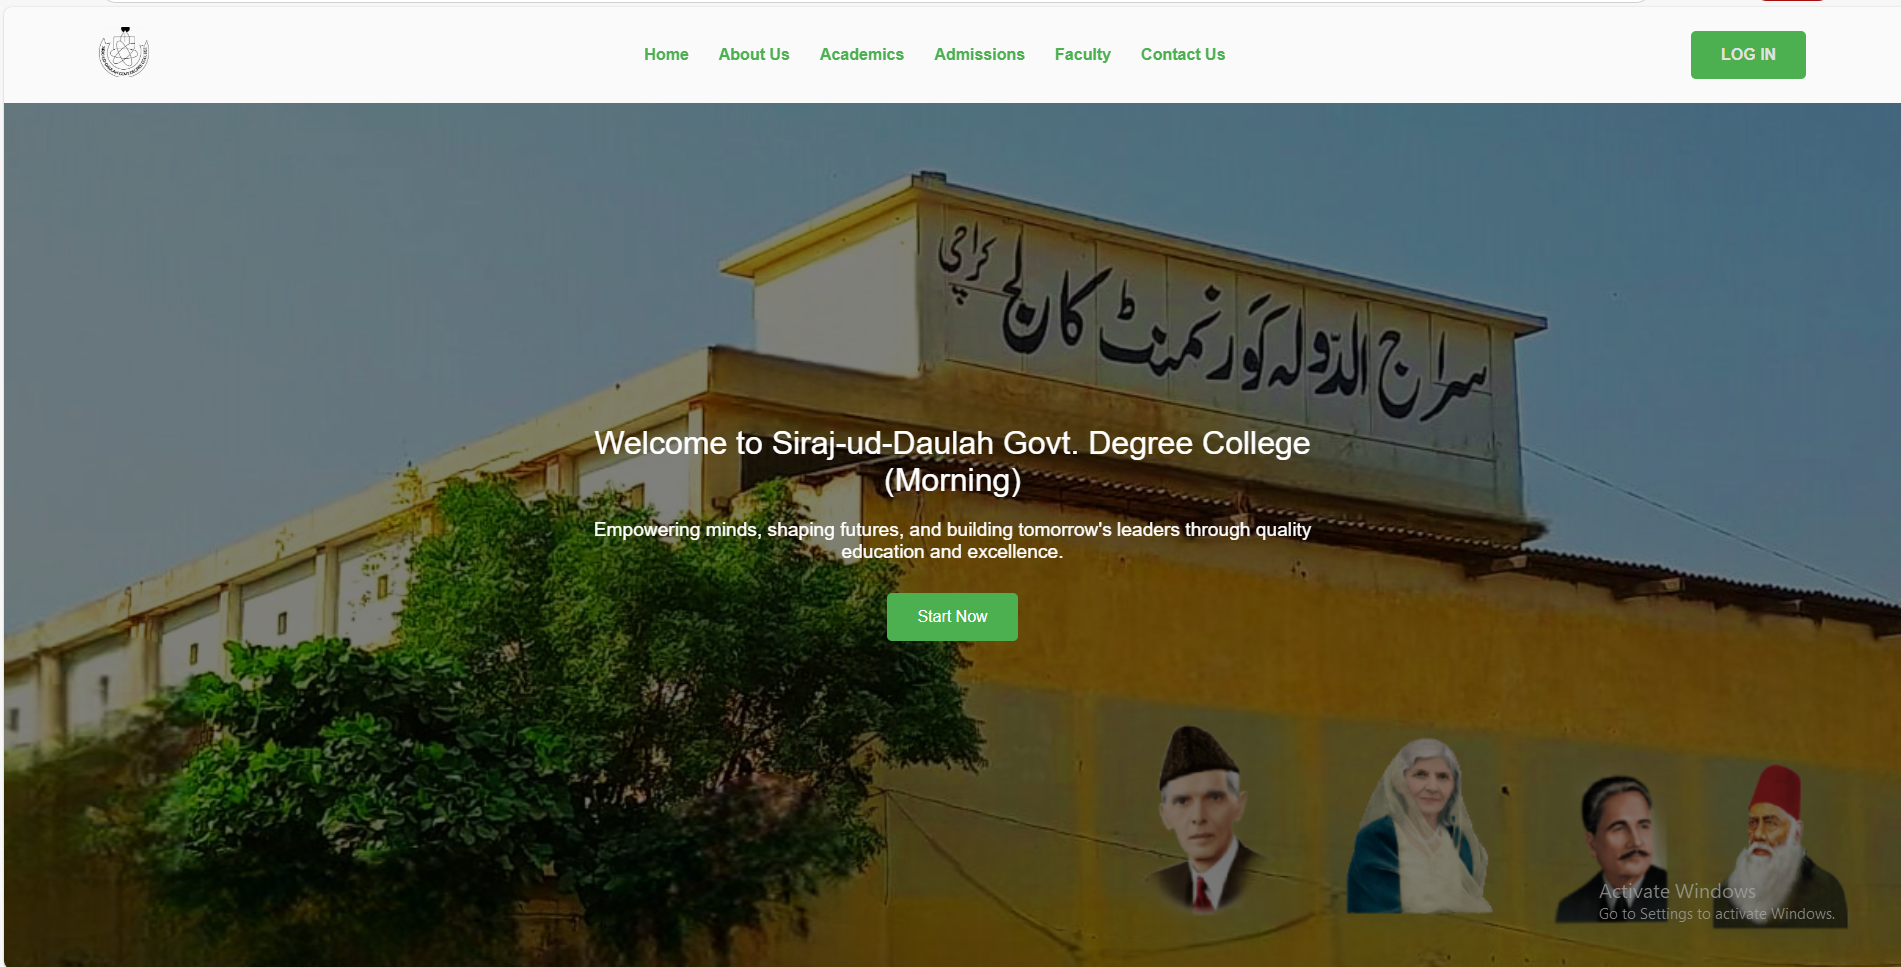 Home About Us Academics Admissions Faculty Contact Us LOG IN
سراج الدّولہ گورنمنٹ کالج کراچی
Welcome to Siraj-ud-Daulah Govt. Degree College
(Morning)
Empowering minds, shaping futures, and building tomorrow's leaders through quality
education and excellence.
Start Now
Activate Windows
Go to Settings to activate Windows.